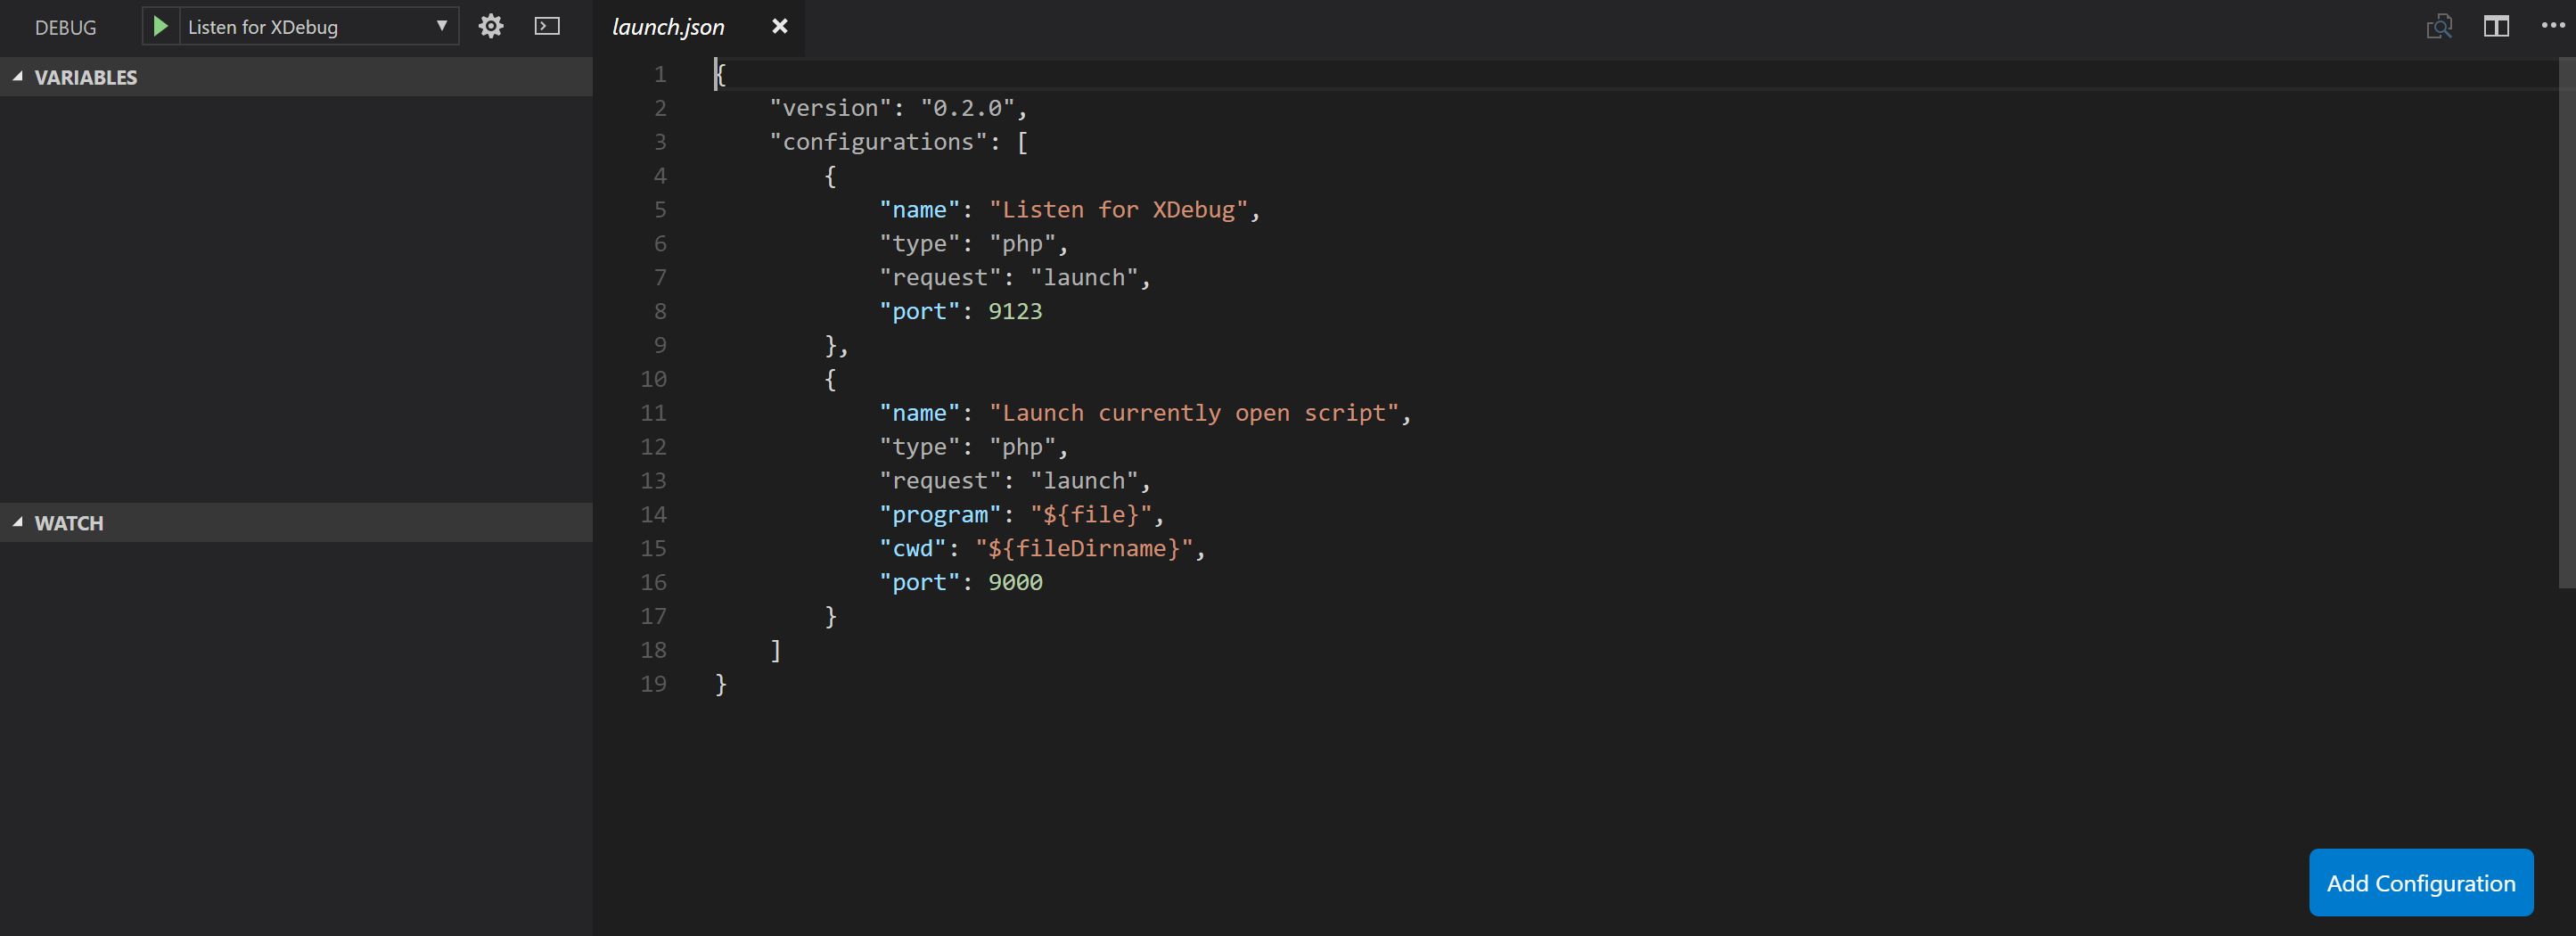 DEBUG
Listen for XDebug
VARIABLES
WATCH
launch.json
1 {
2     "version": "0.2.0",
3     "configurations": [
4         {
5             "name": "Listen for XDebug",
6             "type": "php",
7             "request": "launch",
8             "port": 9123
9         },
10         {
11             "name": "Launch currently open script",
12             "type": "php",
13             "request": "launch",
14             "program": "${file}",
15             "cwd": "${fileDirname}",
16             "port": 9000
17         }
18     ]
19 }
Add Configuration